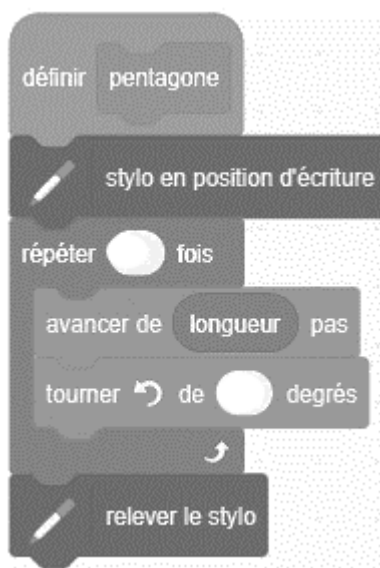 définir pentagone
stylo en position d'écriture
répéter fois
avancer de longueur pas
tourner de degrés
relever le stylo